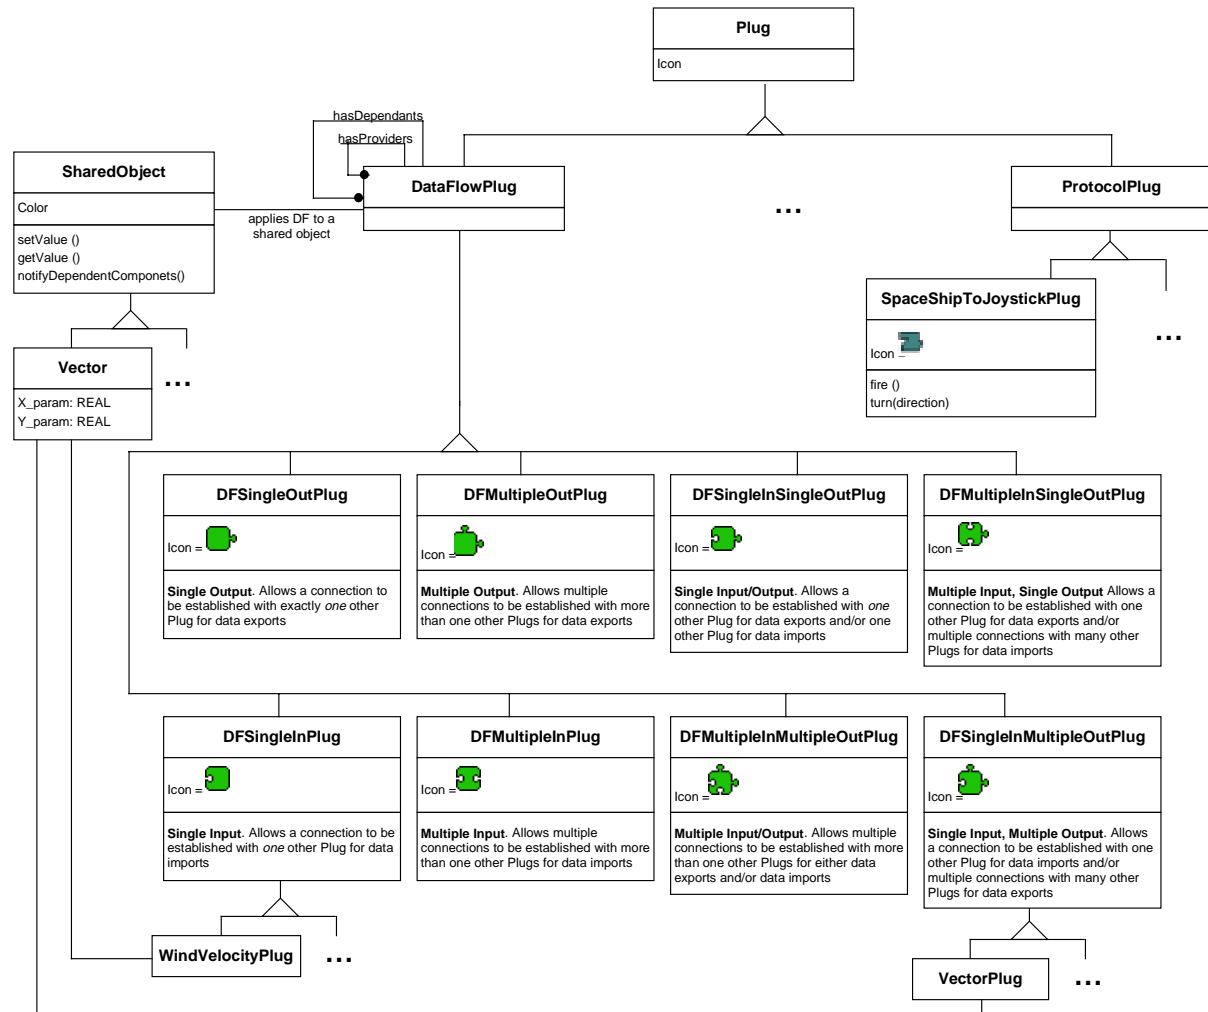 Plug
Icon
hasDependants
hasProviders
SharedObject
Color
setValue ()
getValue ()
notifyDependentComponets()
applies DF to a
shared object
DataFlowPlug
...
ProtocolPlug
SpaceShipToJoystickPlug
Icon =
fire ()
turn(direction)
...
Vector
X_param: REAL
Y_param: REAL
...
DFSingleOutPlug
Icon =
Single Output. Allows a connection to
be established with exactly one other
Plug for data exports
DFMultipleOutPlug
Icon =
Multiple Output. Allows multiple
connections to be established with more
than one other Plugs for data exports
DFSingleInSingleOutPlug
Icon =
Single Input/Output. Allows a
connection to be established with one
other Plug for data exports and/or one
other Plug for data imports
DFMultipleInSingleOutPlug
Icon =
Multiple Input, Single Output Allows a
connection to be established with one
other Plug for data exports and/or
multiple connections with many other
Plugs for data imports
DFSingleInPlug
Icon =
Single Input. Allows a connection to be
established with one other Plug for data
imports
DFMultipleInPlug
Icon =
Multiple Input. Allows multiple
connections to be established with more
than one other Plugs for data imports
DFMultipleInMultipleOutPlug
Icon =
Multiple Input/Output. Allows multiple
connections to be established with more
than one other Plugs for either data
exports and/or data imports
DFSingleInMultipleOutPlug
Icon =
Single Input, Multiple Output. Allows
a connection to be established with one
other Plug for data imports and/or
multiple connections with many other
Plugs for data exports
WindVelocityPlug
...
VectorPlug
...